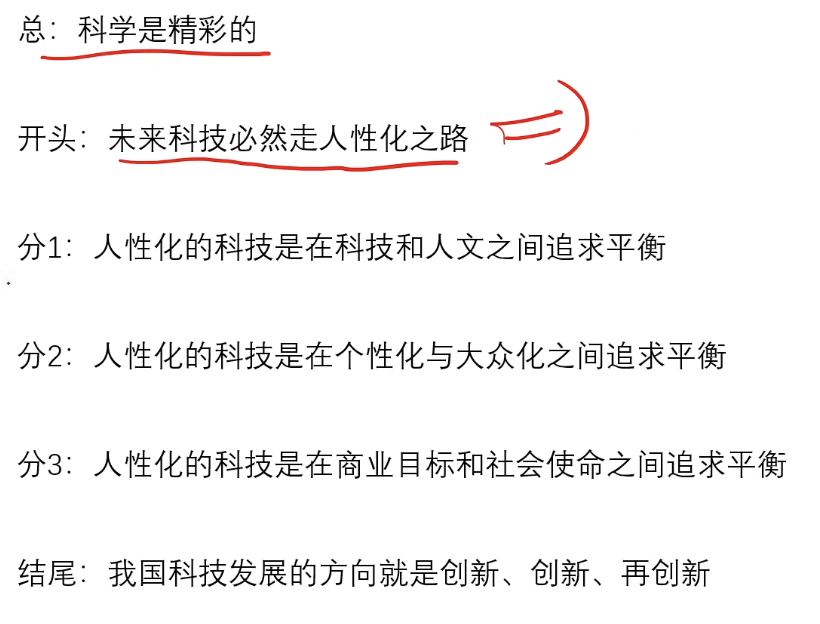 总：科学是精彩的
开头：未来科技必然走人性化之路
分1：人性化的科技是在科技和人文之间追求平衡
分2：人性化的科技是在个性化与大众化之间追求平衡
分3：人性化的科技是在商业目标和社会使命之间追求平衡
结尾：我国科技发展的方向就是创新、创新、再创新